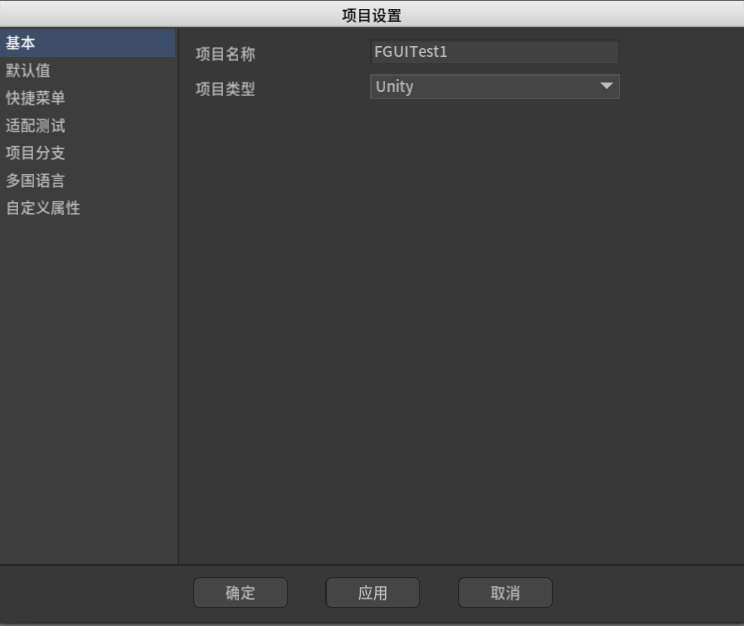 项目设置
基本
默认值
快捷菜单
适配测试
项目分支
多国语言
自定义属性
项目名称 FGUITest1
项目类型 Unity
确定 应用 取消